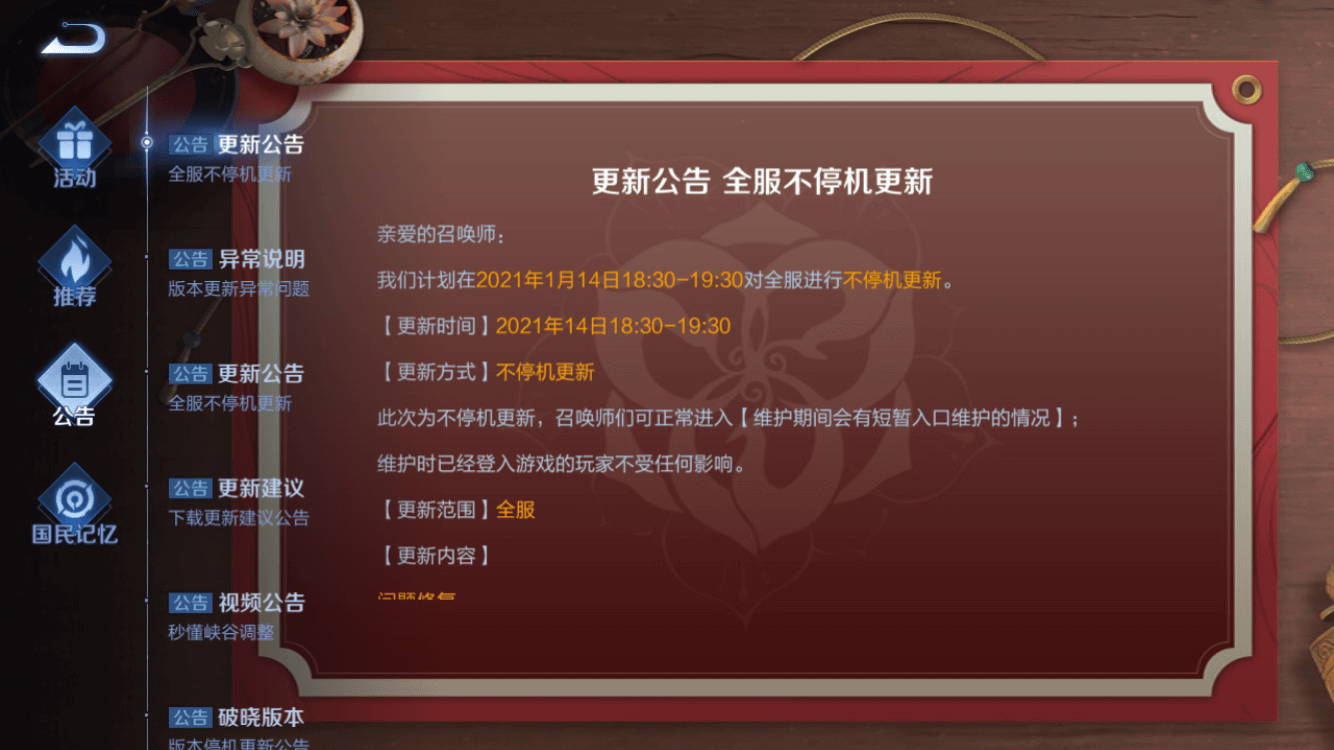 活动
推荐
公告
国民记忆
公告 更新公告
全服不停机更新
公告 异常说明
版本更新异常问题
公告 更新公告
全服不停机更新
公告 更新建议
下载更新建议公告
公告 视频公告
秒懂峡谷调整
公告 破晓版本
版本停机更新公告
更新公告 全服不停机更新
亲爱的召唤师：
我们计划在2021年1月14日18:30-19:30对全服进行不停机更新。
【更新时间】2021年14日18:30-19:30
【更新方式】不停机更新
此次为不停机更新，召唤师们可正常进入【维护期间会有短暂入口维护的情况】；
维护时已经登入游戏的玩家不受任何影响。
【更新范围】全服
【更新内容】
问题修复